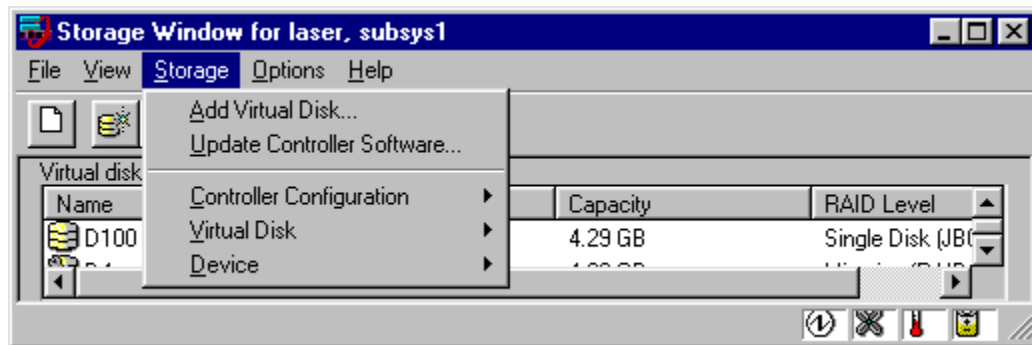 Storage Window for laser, subsys1
File View Storage Options Help
Add Virtual Disk...
Update Controller Software...
Virtual disk
Name Controller Configuration Capacity RAID Level
D100 Virtual Disk 4.29 GB Single Disk (JB
Device